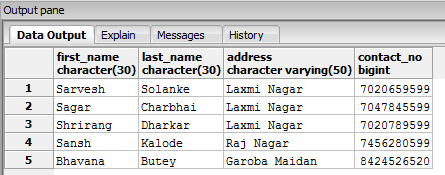 Output pane
Data Output Explain Messages History
first_name last_name address contact_no
character(30) character(30) character varying(50) bigint
1 Sarvesh Solanke Laxmi Nagar 7020659599
2 Sagar Charbhai Laxmi Nagar 7047845599
3 Shrirang Dharkar Laxmi Nagar 7020789599
4 Sansh Kalode Raj Nagar 7456280599
5 Bhavana Butey Garoba Maidan 8424526520